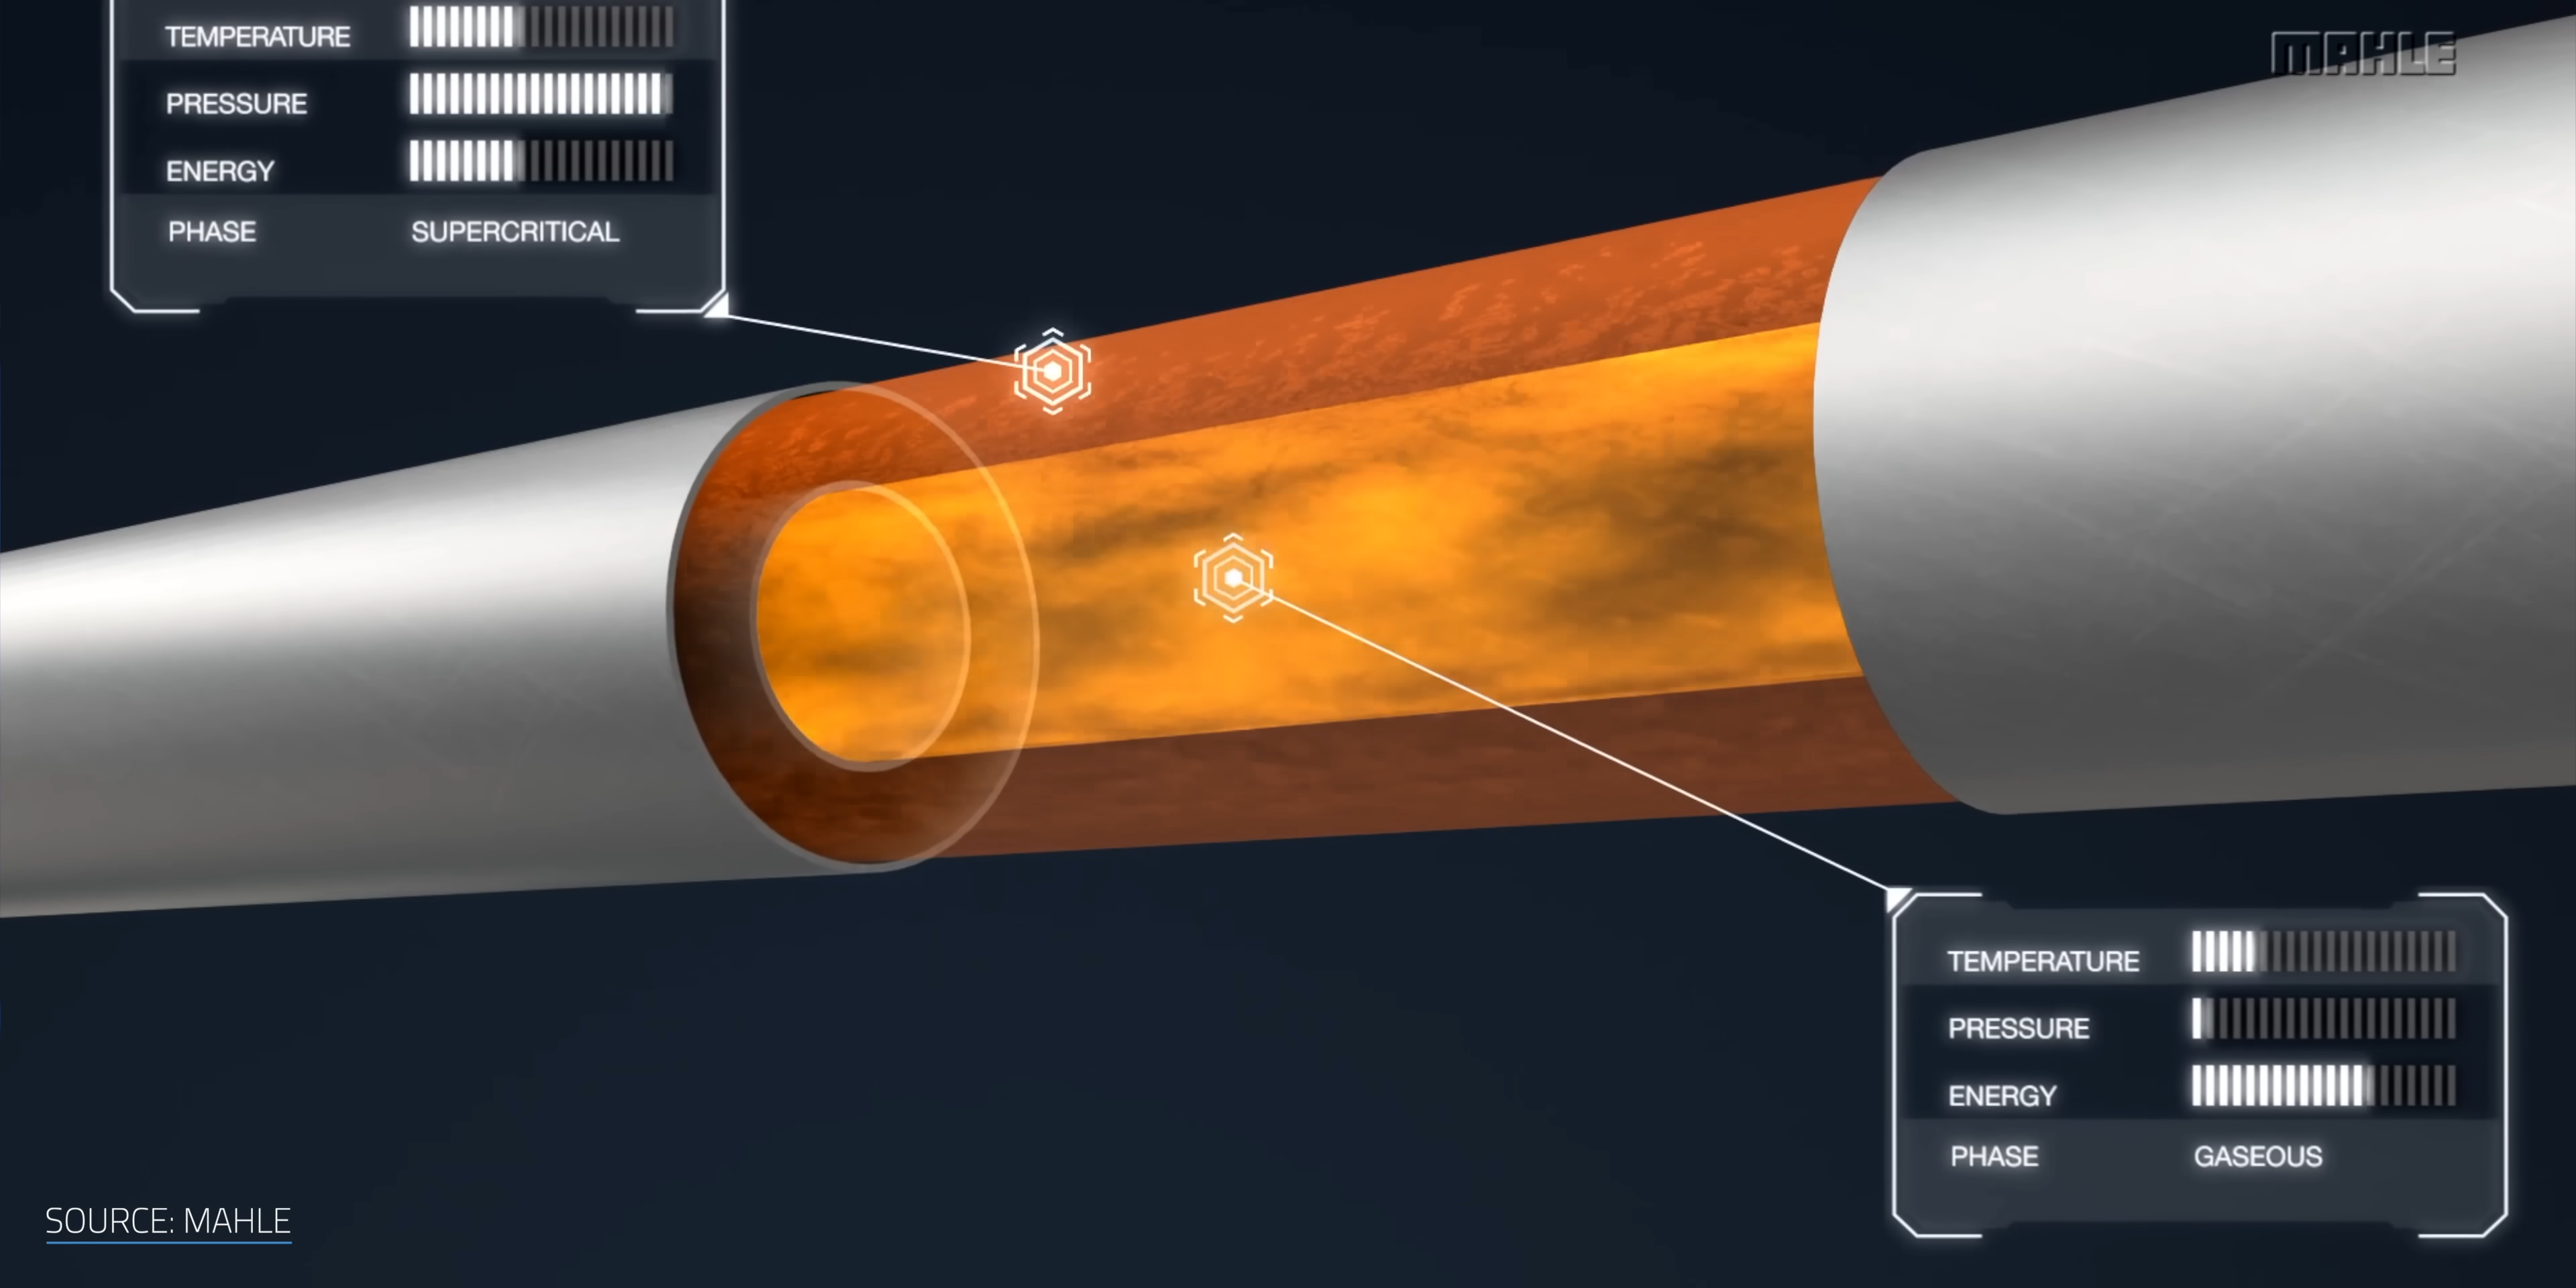 TEMPERATURE
PRESSURE
ENERGY
PHASE SUPERCRITICAL
MAHLE
TEMPERATURE
PRESSURE
ENERGY
PHASE GASEOUS
SOURCE: MAHLE